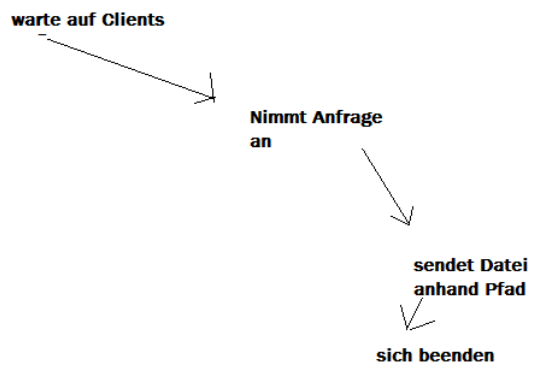 warte auf Clients
Nimmt Anfrage
an
sendet Datei
anhand Pfad
sich beenden